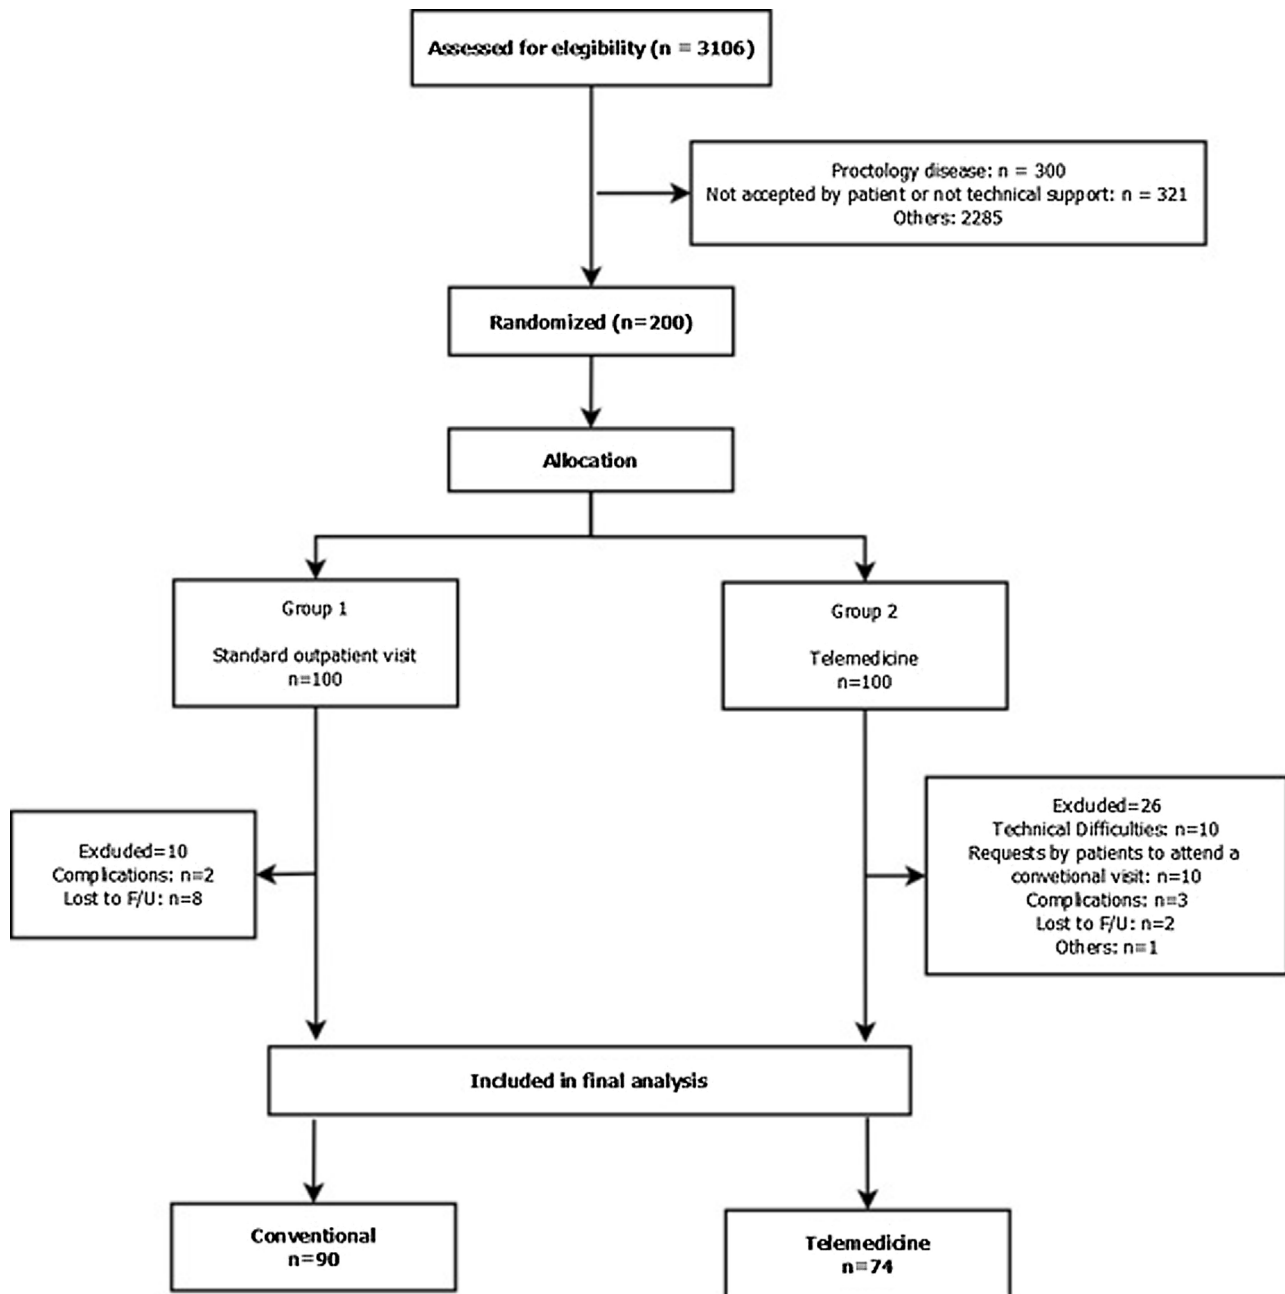 Assessed for elegibility (n = 3106)
Proctology disease: n = 300
Not accepted by patient or not technical support: n = 321
Others: 2285
Randomized (n=200)
Allocation
Group 1
Standard outpatient visit
n=100
Group 2
Telemedicine
n=100
Excluded=10
Complications: n=2
Lost to F/U: n=8
Excluded=26
Technical Difficulties: n=10
Requests by patients to attend a
convetional visit: n=10
Complications: n=3
Lost to F/U: n=2
Others: n=1
Included in final analysis
Conventional
n=90
Telemedicine
n=74